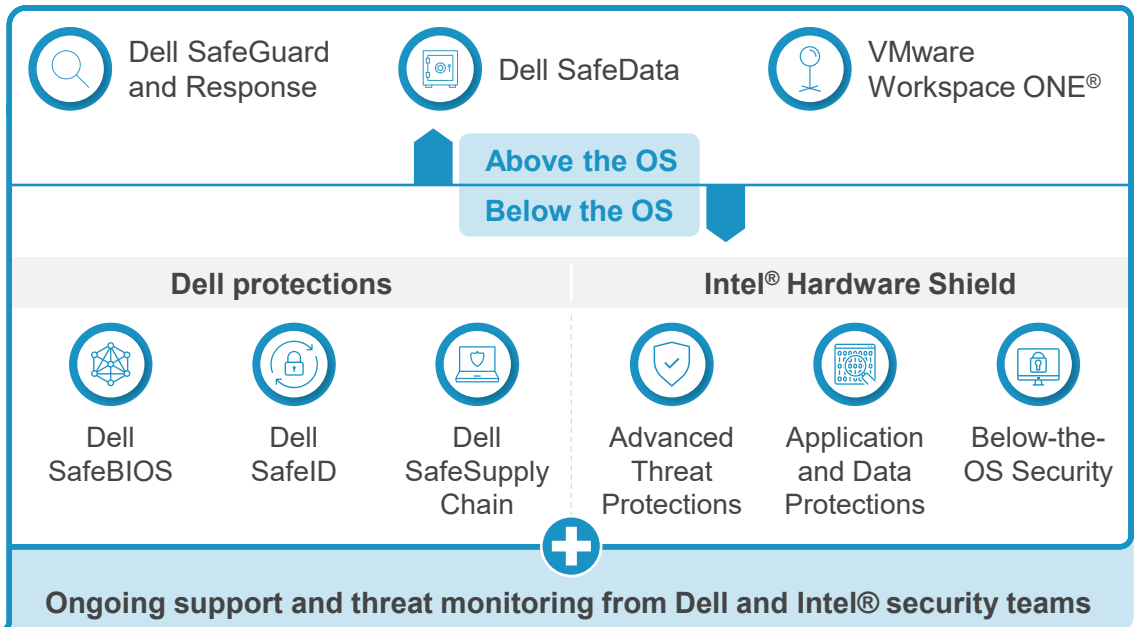 Dell SafeGuard
and Response
Dell SafeData
VMware
Workspace ONE®
Above the OS
Below the OS
Dell protections
Intel® Hardware Shield
Dell
SafeBIOS
Dell
SafeID
Dell
SafeSupply
Chain
Advanced
Threat
Protections
Application
and Data
Protections
Below-the-
OS Security
Ongoing support and threat monitoring from Dell and Intel® security teams